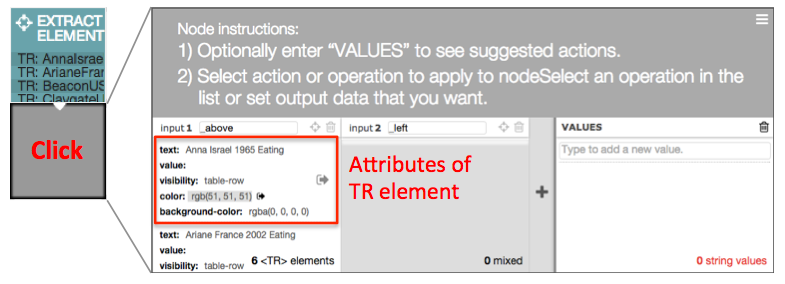 EXTRACT
ELEMENT
TR: AnnaIsrae
TR: ArianeFran
TR: BeaconUS
TR: ClaygateL
Click
Node instructions:
1) Optionally enter “VALUES” to see suggested actions.
2) Select action or operation to apply to nodeSelect an operation in the
list or set output data that you want.
input 1 _above
text: Anna Israel 1965 Eating
value:
visibility: table-row
color: rgb(51, 51, 51)
background-color: rgba(0, 0, 0, 0)
text: Ariane France 2002 Eating
value:
visibility: table-row
6 <TR> elements
input 2 _left
Attributes of
TR element
0 mixed
+
VALUES
Type to add a new value.
0 string values